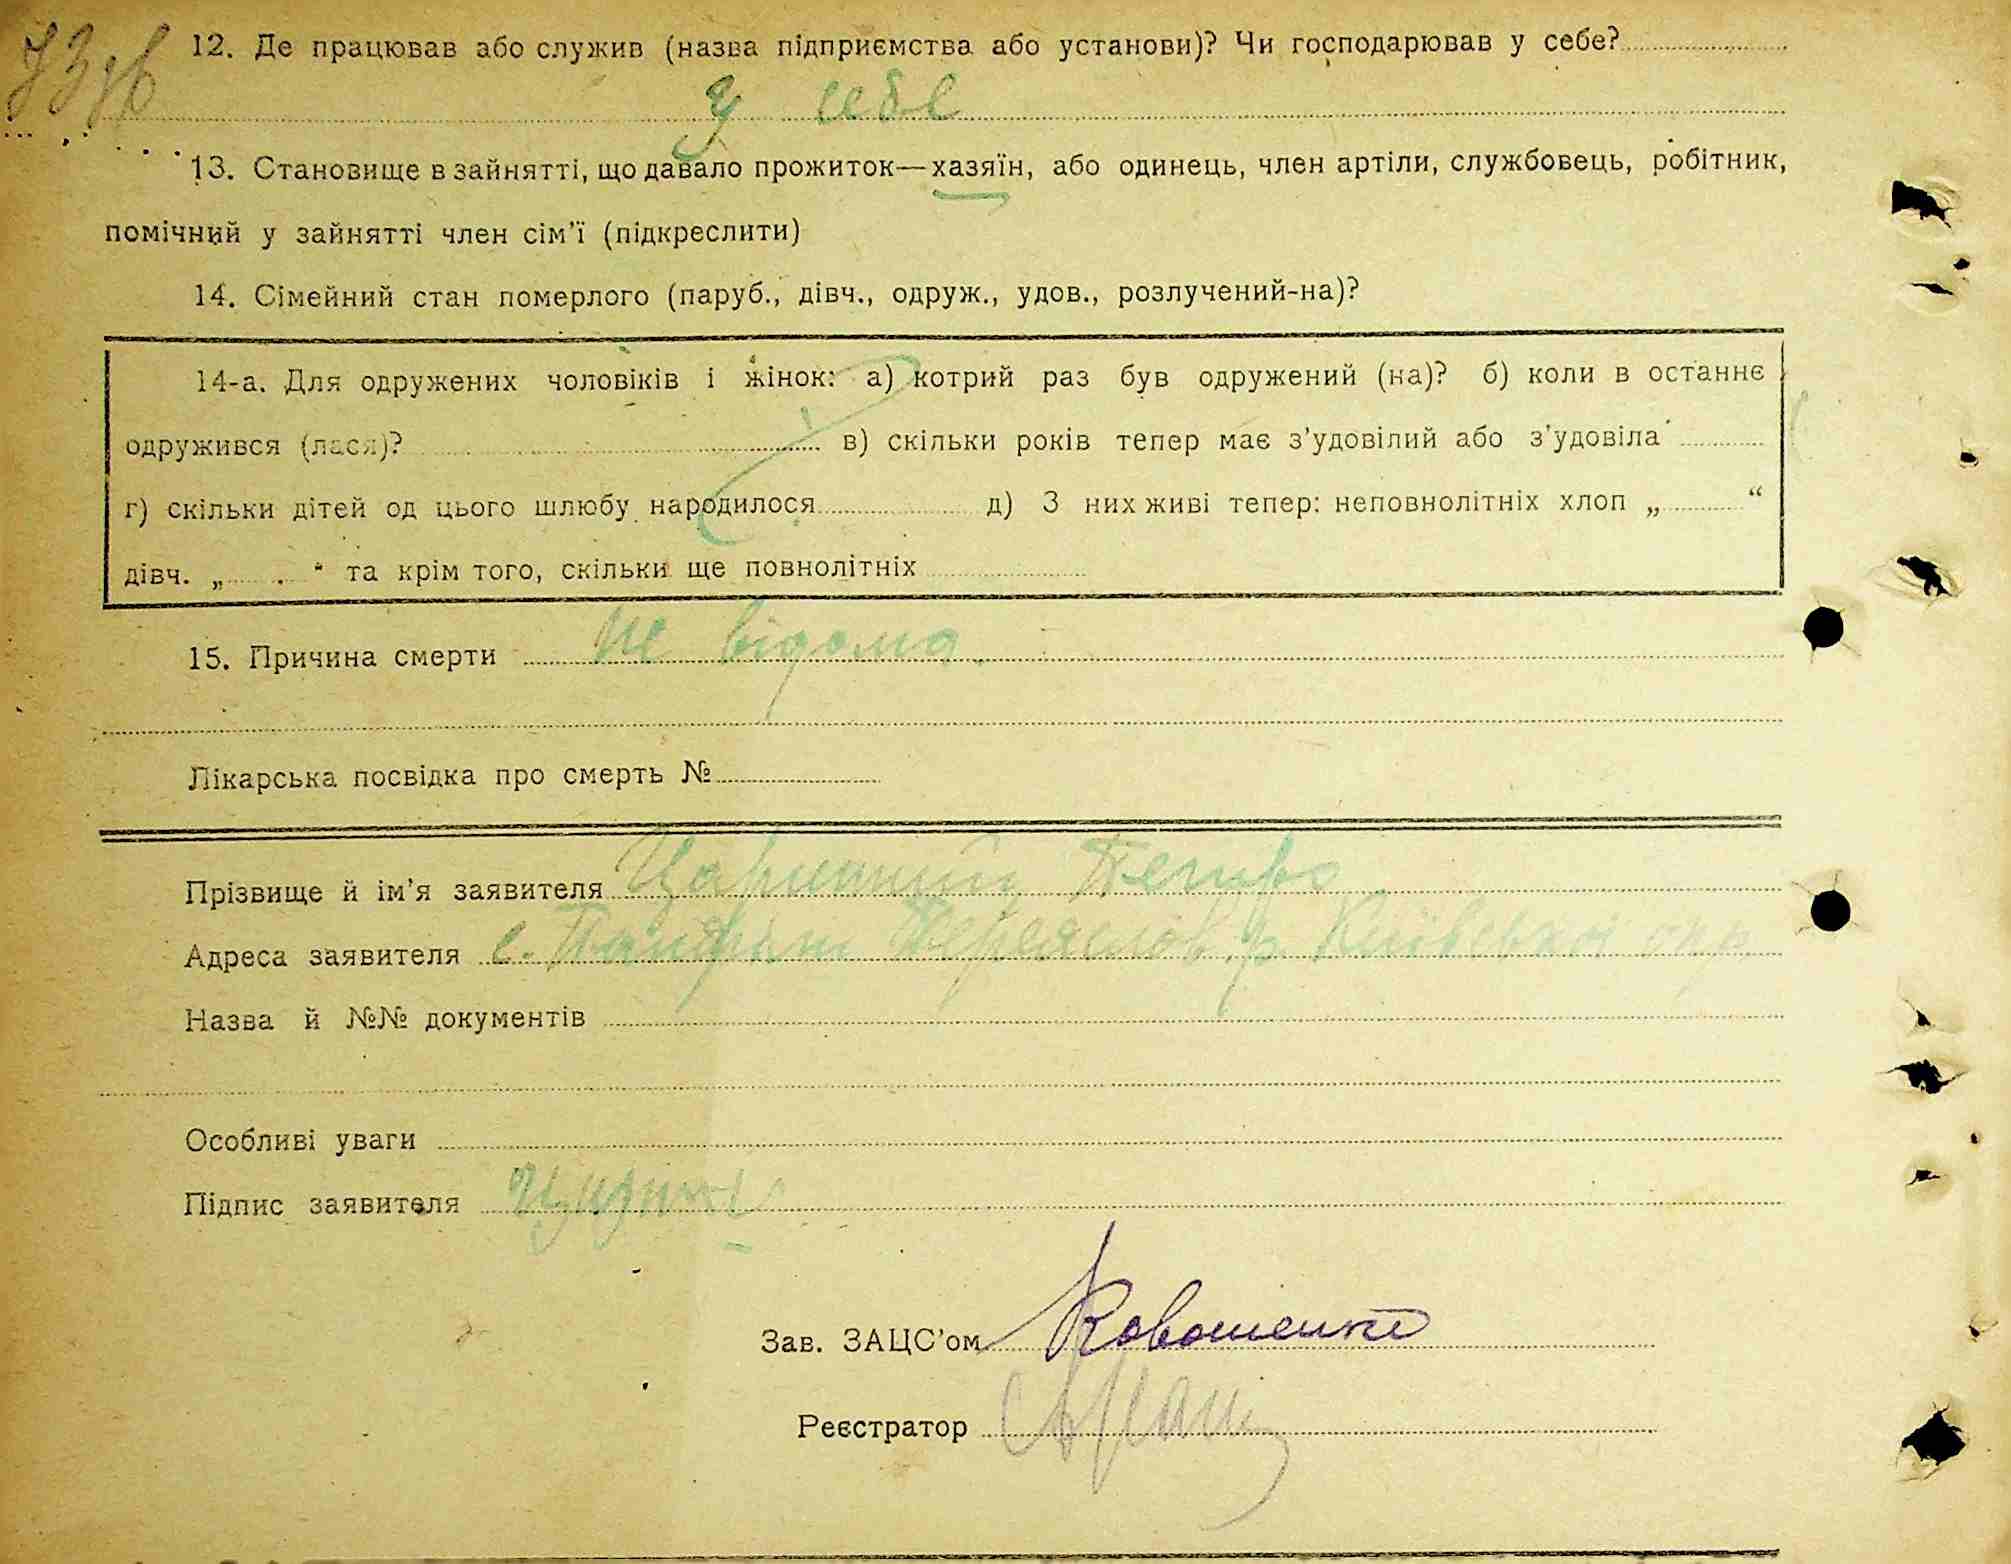 12. Де працював або служив (назва підприємства або установи)? Чи господарював у себе?
у себе
13. Становище в зайнятті, що давало прожиток—хазяїн, або одинець, член артіли, службовець, робітник,
помічний у зайнятті член сім'ї (підкреслити)
14. Сімейний стан померлого (паруб., дівч., одруж., удов., розлучений-на)?
14-а. Для одружених чоловіків і жінок: а) котрий раз був одружений (на)? б) коли в останнє
одружився (лася)? в) скільки років тепер має з'удовілий або з'удовіла
г) скільки дітей од цього шлюбу народилося д) З них живі тепер: неповнолітніх хлоп „ “
дівч. „ “ та крім того, скільки ще повнолітніх
15. Причина смерти не відома.
Лікарська посвідка про смерть №
Прізвище й ім'я заявителя Петро
Адреса заявителя с. Переяслов. р. Київської окр.
Назва й №№ документів
Особливі уваги
Підпис заявителя
Зав. ЗАЦС'ом
Реєстратор